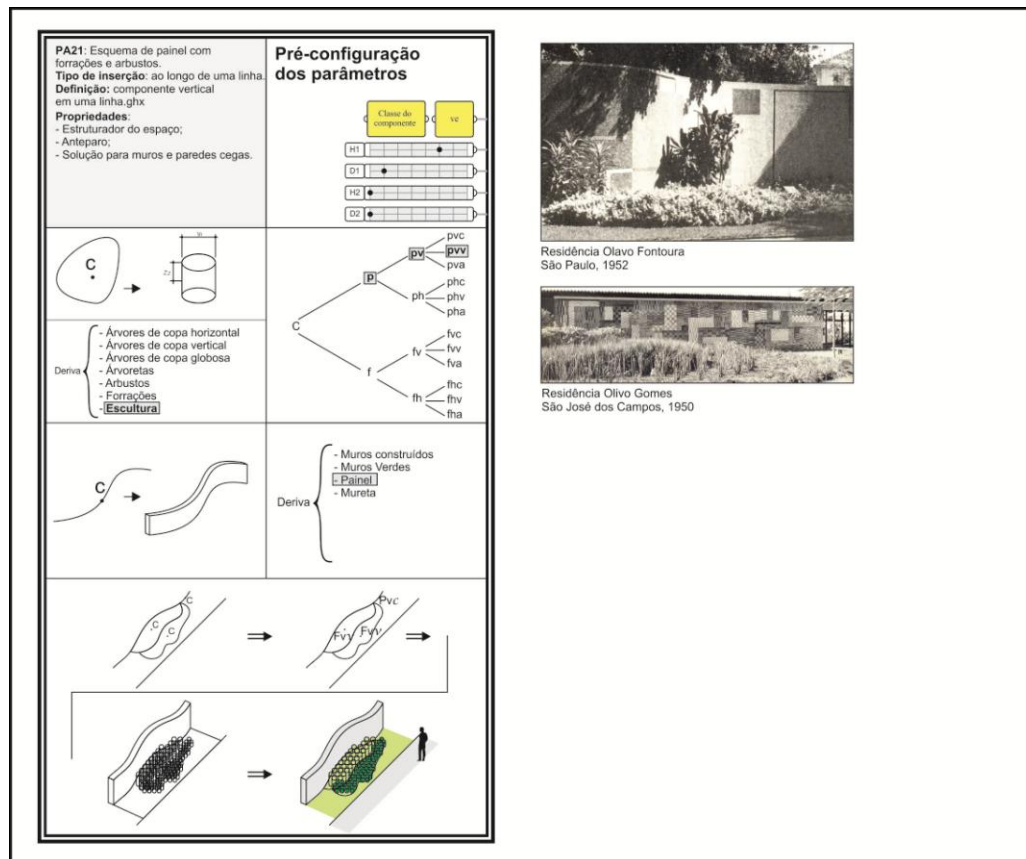 PA21: Esquema de painel com
forrações e arbustos.
Tipo de inserção: ao longo de uma linha.
Definição: componente vertical
em uma linha.ghx
Propriedades:
- Estruturador do espaço;
- Anteparo;
- Solução para muros e paredes cegas.
Pré-configuração
dos parâmetros
Classe do
componente
ve
H1
D1
H2
D2
C
Deriva
- Árvores de copa horizontal
- Árvores de copa vertical
- Árvores de copa globosa
- Árvoretas
- Arbustos
- Forrações
- Escultura
C
p
f
pv
ph
fv
fh
pvc
pvv
pva
phc
phv
pha
fvc
fvv
fva
fhc
fhv
fha
C
Deriva
- Muros construídos
- Muros Verdes
- Painel
- Mureta
C
C
C
Pvc
Fvv
Fvv
Residência Olavo Fontoura
São Paulo, 1952
Residência Olivo Gomes
São José dos Campos, 1950